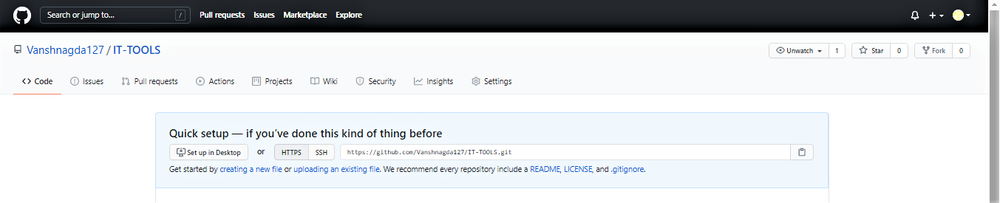 Search or jump to... / Pull requests Issues Marketplace Explore
Vanshnagda127 / IT-TOOLS Unwatch 1 Star 0 Fork 0
Code Issues Pull requests Actions Projects Wiki Security Insights Settings
Quick setup — if you've done this kind of thing before
Set up in Desktop or HTTPS SSH https://github.com/Vanshnagda127/IT-TOOLS.git
Get started by creating a new file or uploading an existing file. We recommend every repository include a README, LICENSE, and .gitignore.